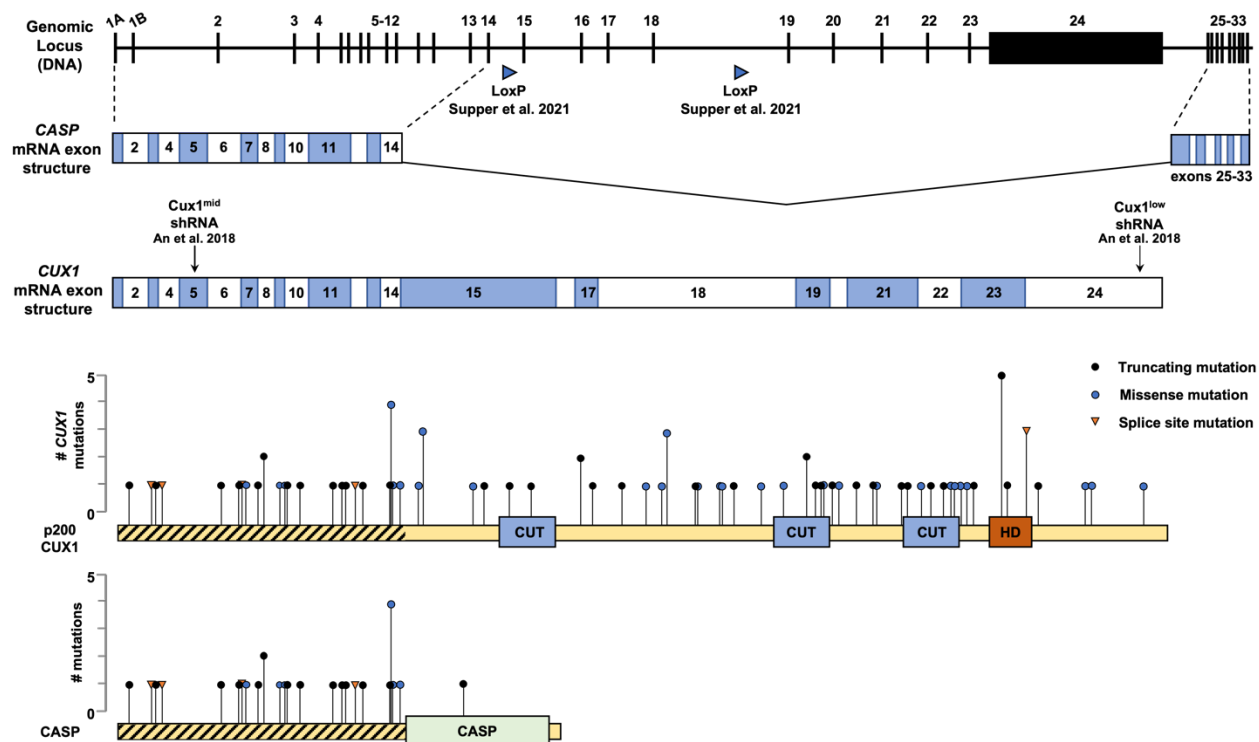 1A 1B 2 3 4 5-12 13 14 15 16 17 18 19 20 21 22 23 24 25-33
Genomic
Locus
(DNA)
LoxP
Supper et al. 2021
LoxP
Supper et al. 2021
CASP
mRNA exon
structure
2 4 5 6 7 8 10 11 14
exons 25-33
Cux1mid
shRNA
An et al. 2018
Cux1low
shRNA
An et al. 2018
CUX1
mRNA exon
structure
2 4 5 6 7 8 10 11 14 15 17 18 19 21 22 23 24
Truncating mutation
Missense mutation
Splice site mutation
# CUX1
mutations
5
0
p200
CUX1
CUT CUT CUT HD
# mutations
5
0
CASP
CASP